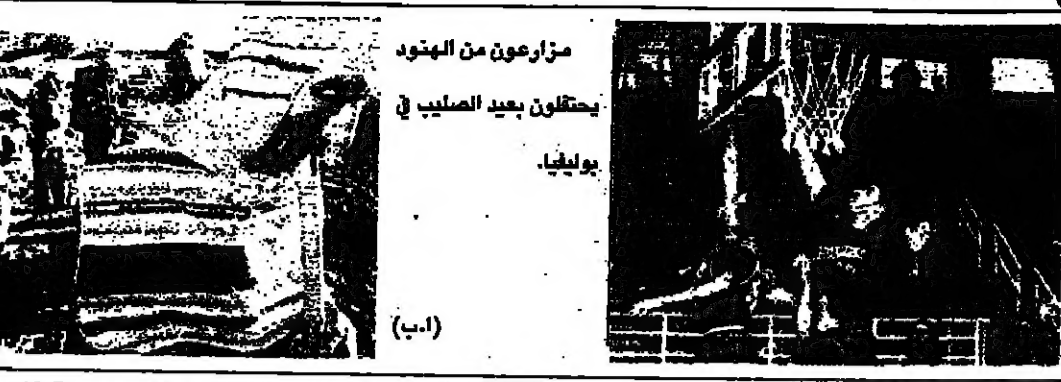 مزارعون من الهنود
يحتفلون بعيد الصليب في
بوليفيا.
(ا.ب)